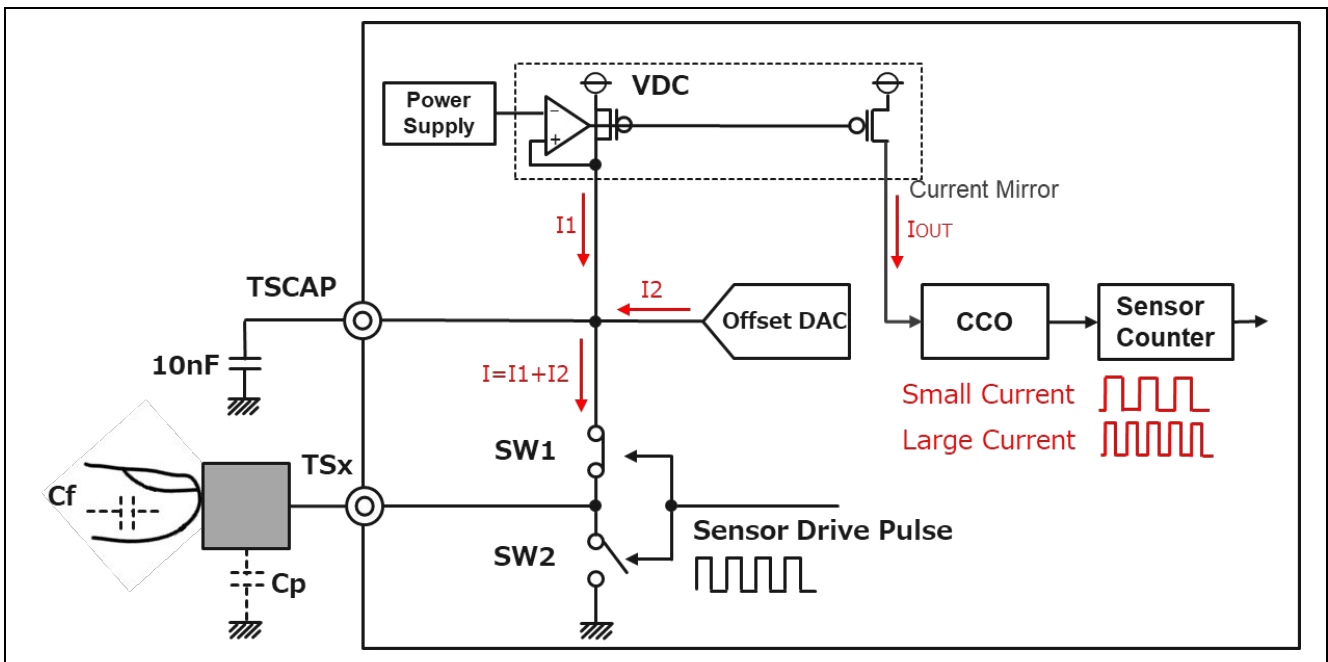 VDC
Power
Supply
−
+
Current Mirror
I1
IOUT
TSCAP
I2
Offset DAC
CCO
Sensor
Counter
10nF
I=I1+I2
Small Current
Large Current
SW1
TSx
Cf
Sensor Drive Pulse
SW2
Cp